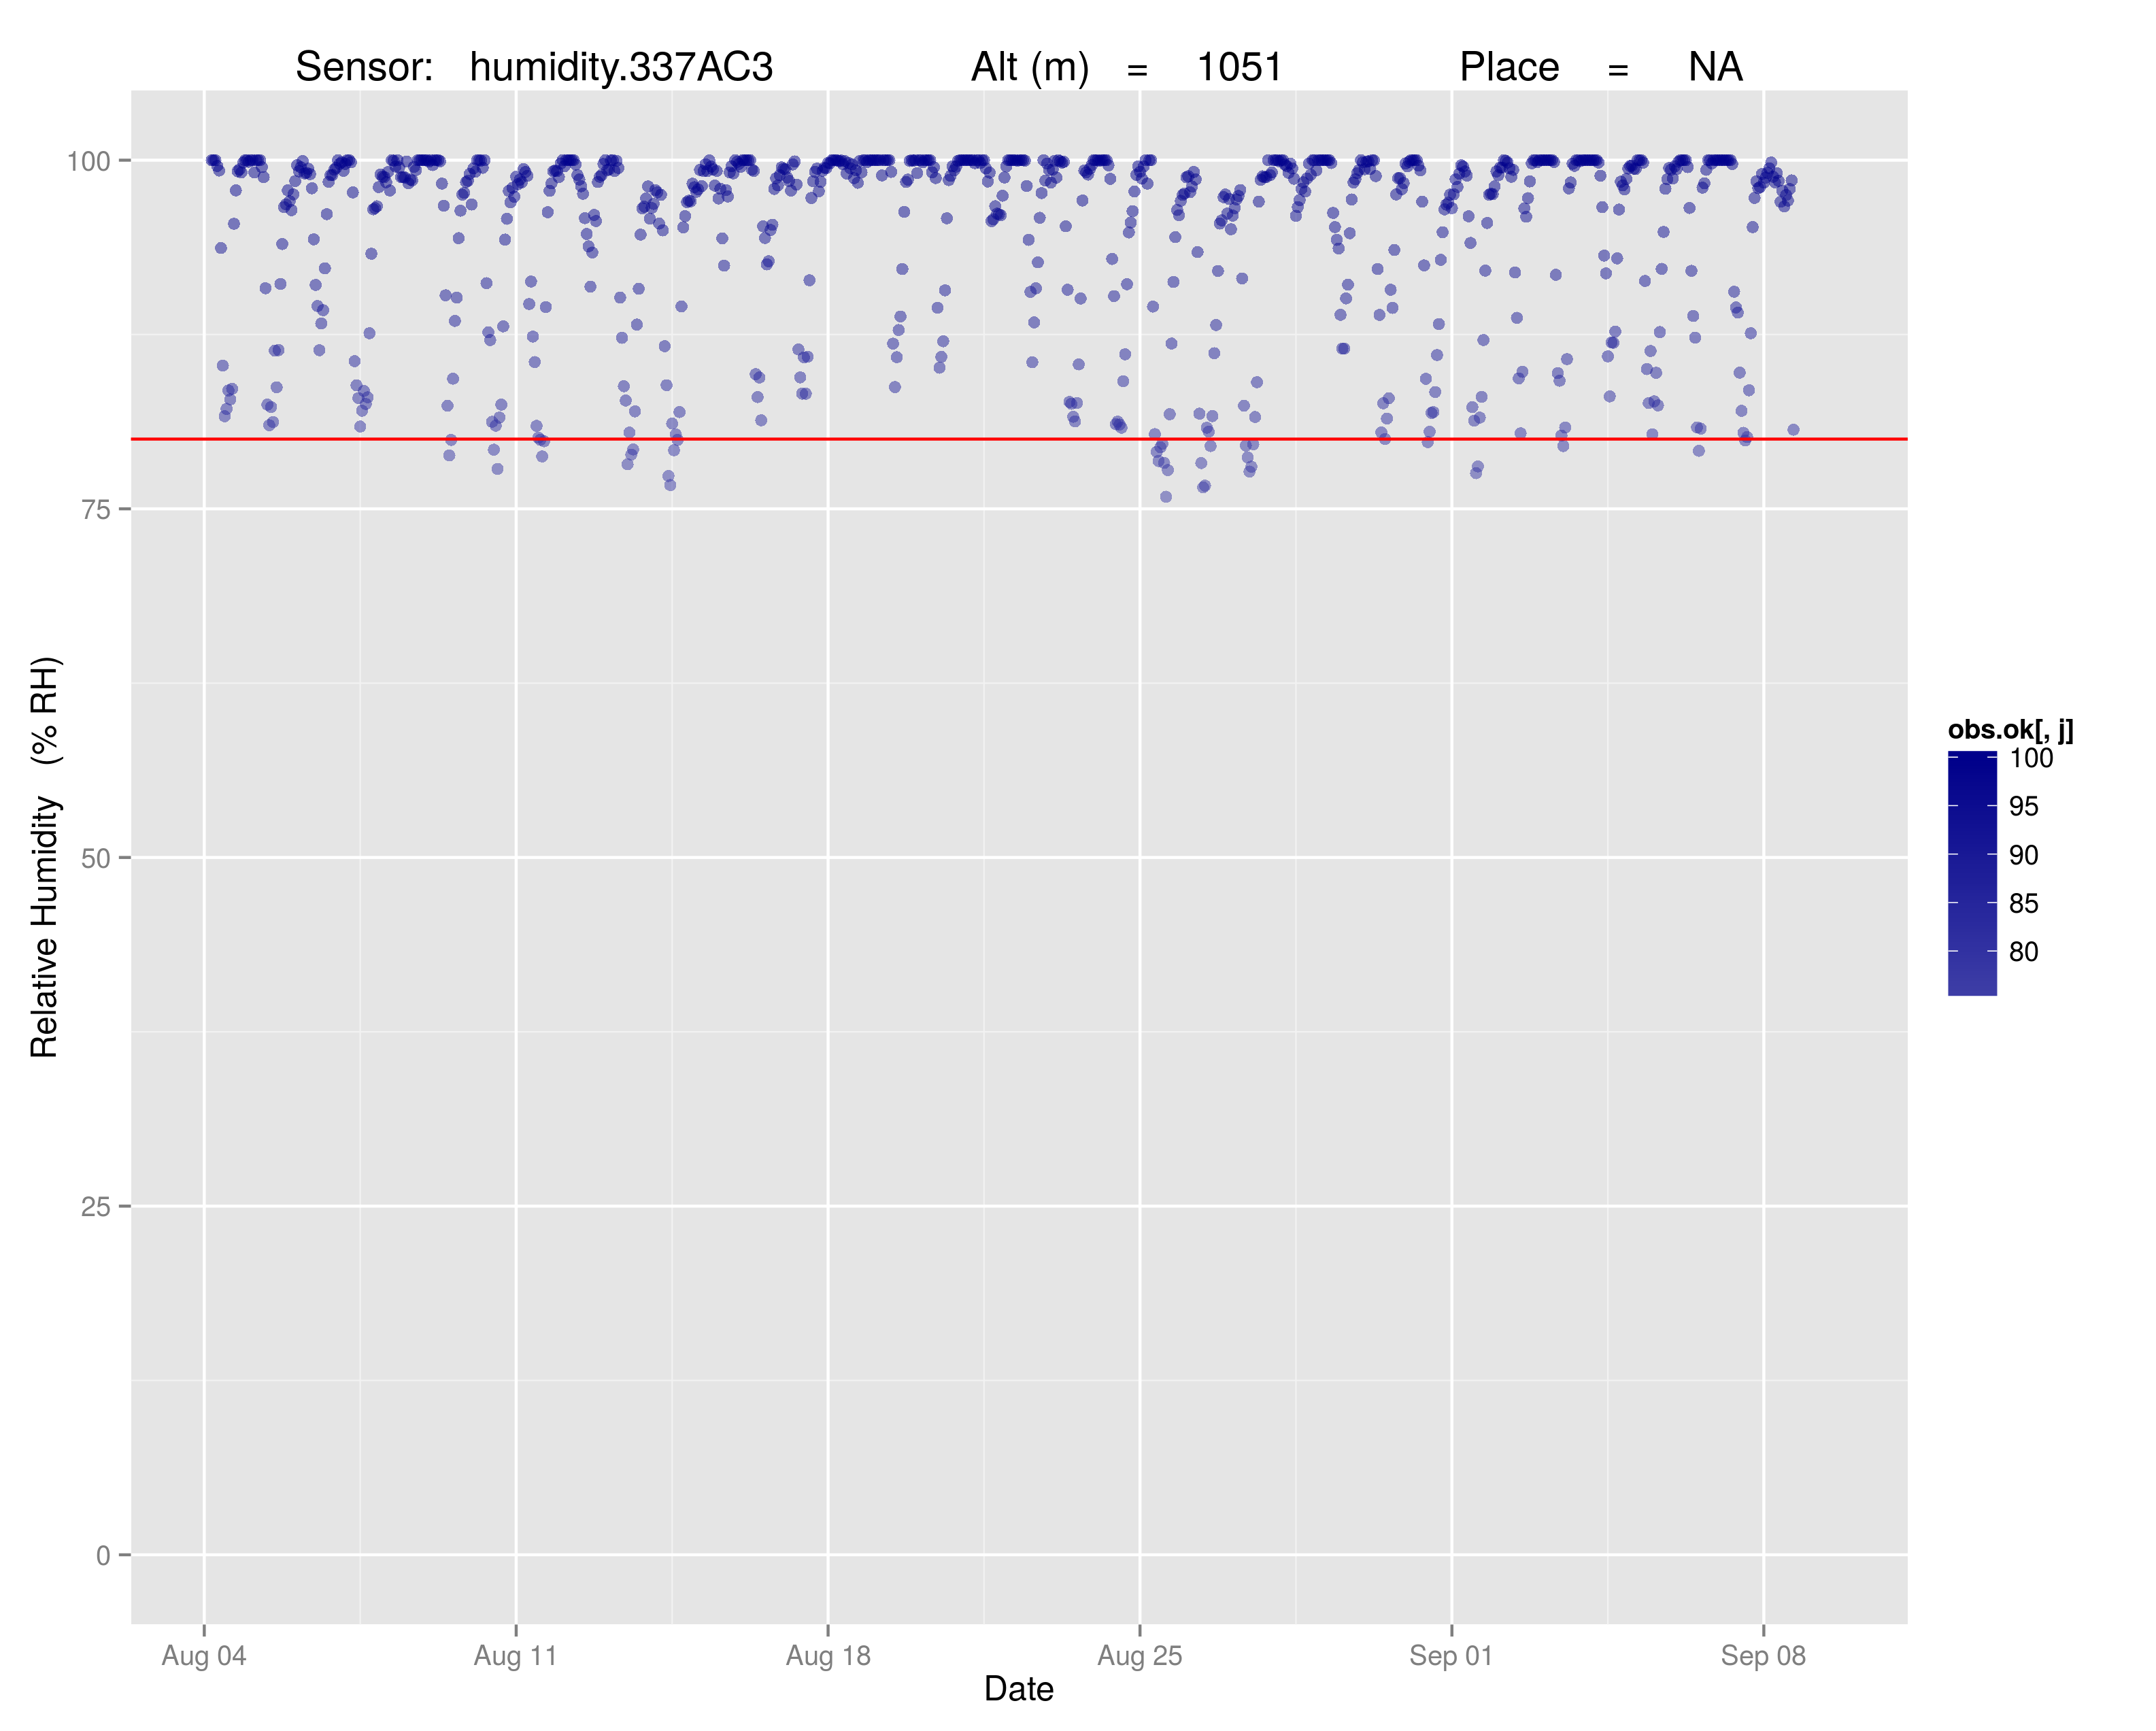 Sensor: humidity.337AC3 Alt (m) = 1051 Place = NA
Relative Humidity (% RH)
100
75
50
25
0
Aug 04 Aug 11 Aug 18 Aug 25 Sep 01 Sep 08
Date
obs.ok[, j]
100
95
90
85
80